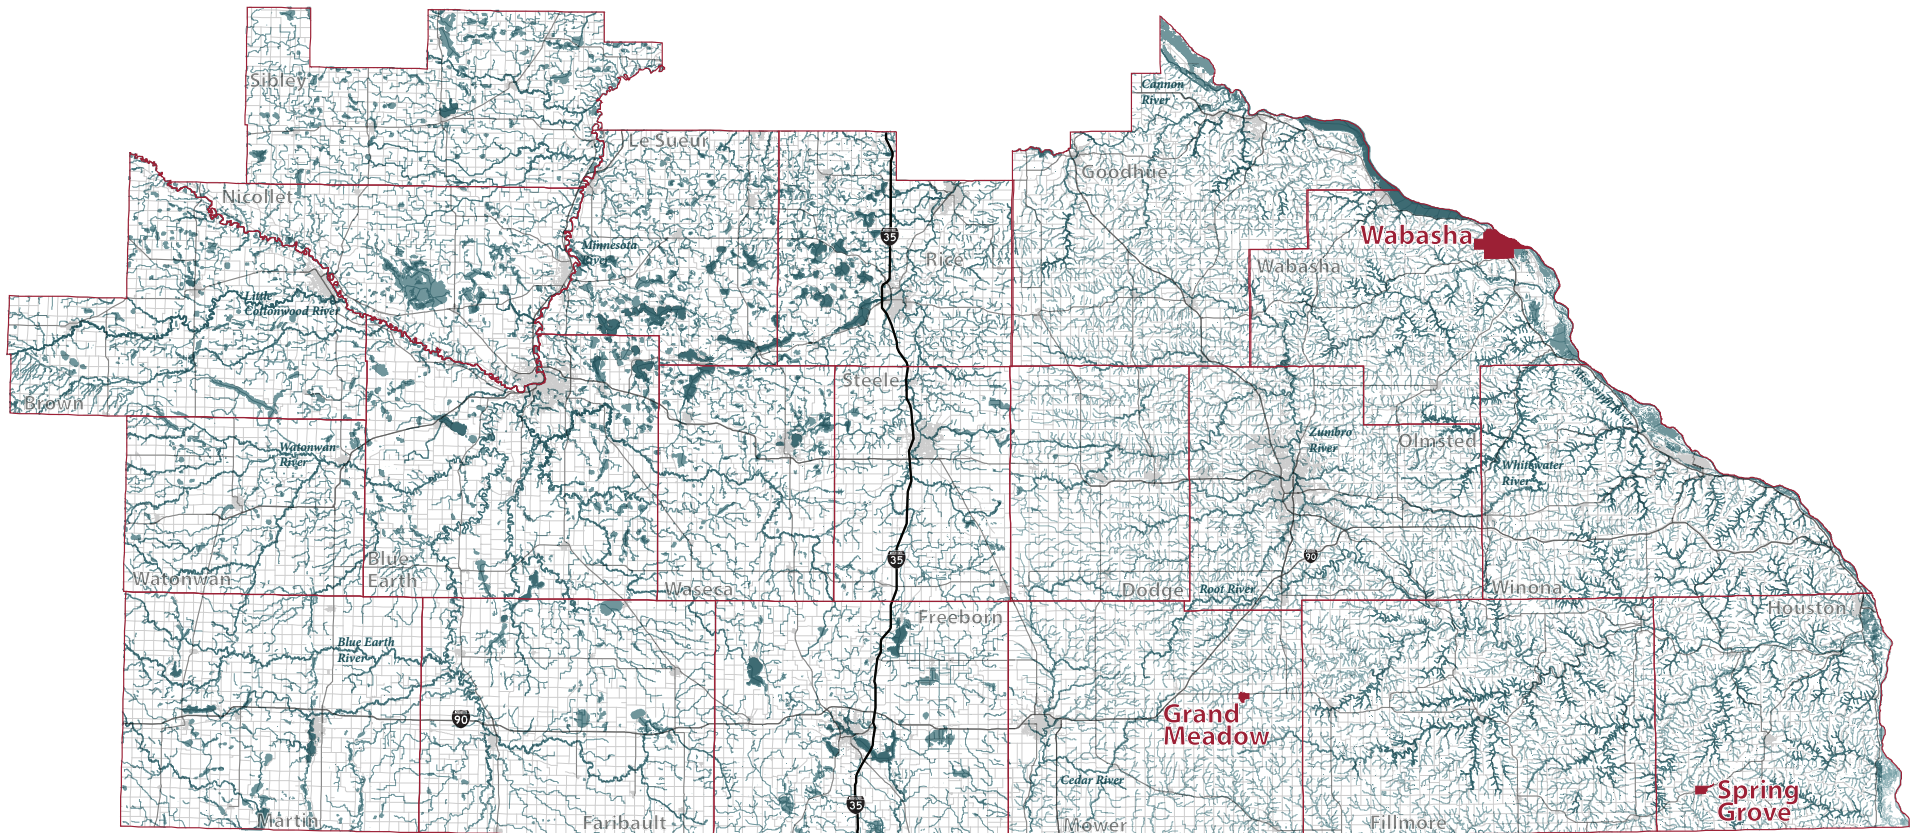 Sibley
Cannon
River
Le Sueur
Goodhue
Nicollet
35
Wabasha
Minnesota
River
Rice
Wabasha
Little
Cottonwood River
Steele
Brown
Zumbro
River
Olmsted
Watonwan
River
Whitewater
River
35
90
Blue
Earth
Watonwan
Waseca
Dodge
Root River
Winona
Houston
Freeborn
Blue Earth
River
90
Grand
Meadow
Cedar River
Spring
Grove
35
Martin
Faribault
Mower
Fillmore